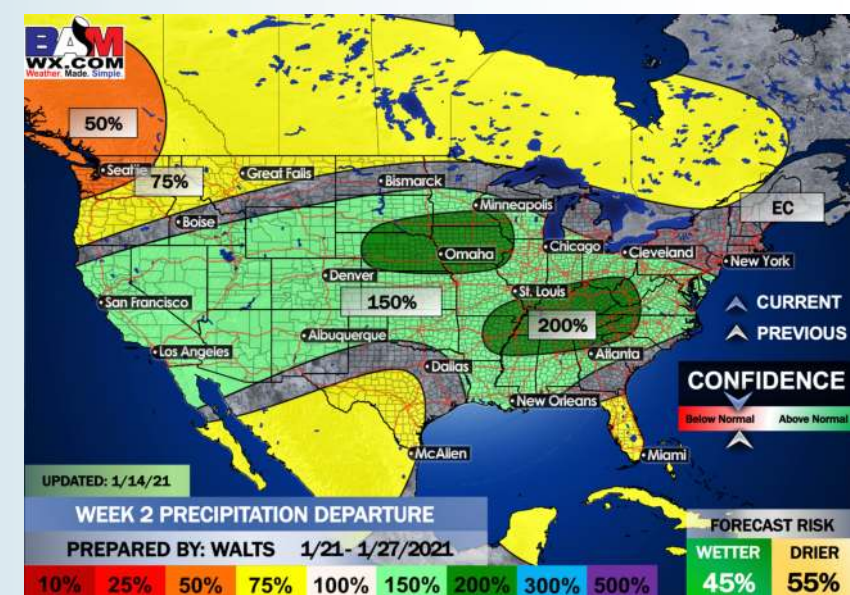 BAM
WX.COM
Weather. Made. Simple.
50%
Seattle
75%
Great Falls
Bismarck
Boise
Minneapolis
EC
Omaha
Chicago
Cleveland
New York
Denver
San Francisco
150%
St. Louis
200%
CURRENT
PREVIOUS
Albuquerque
Los Angeles
Dallas
Atlanta
CONFIDENCE
New Orleans
Below Normal
Above Normal
McAllen
Miami
UPDATED: 1/14/21
WEEK 2 PRECIPITATION DEPARTURE
PREPARED BY: WALTS 1/21- 1/27/2021
FORECAST RISK
WETTER DRIER
45% 55%
10% 25% 50% 75% 100% 150% 200% 300% 500%